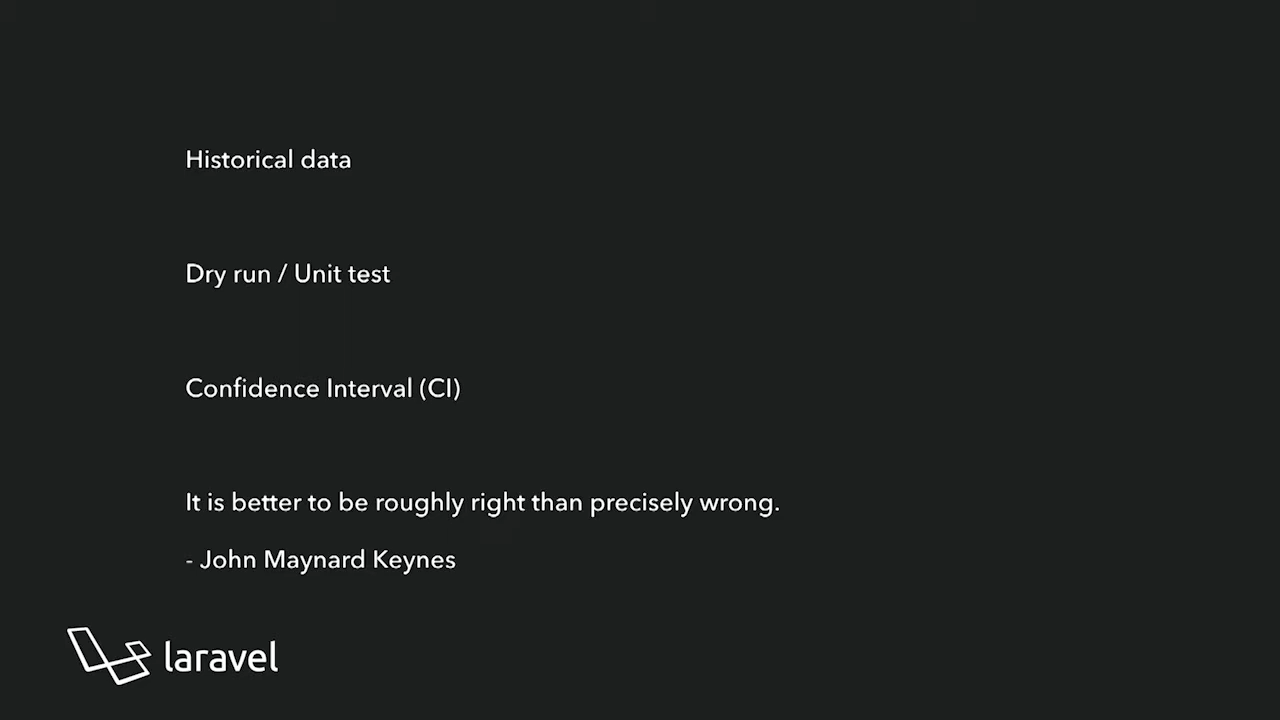 Historical data
Dry run / Unit test
Confidence Interval (CI)
It is better to be roughly right than precisely wrong.
- John Maynard Keynes
laravel